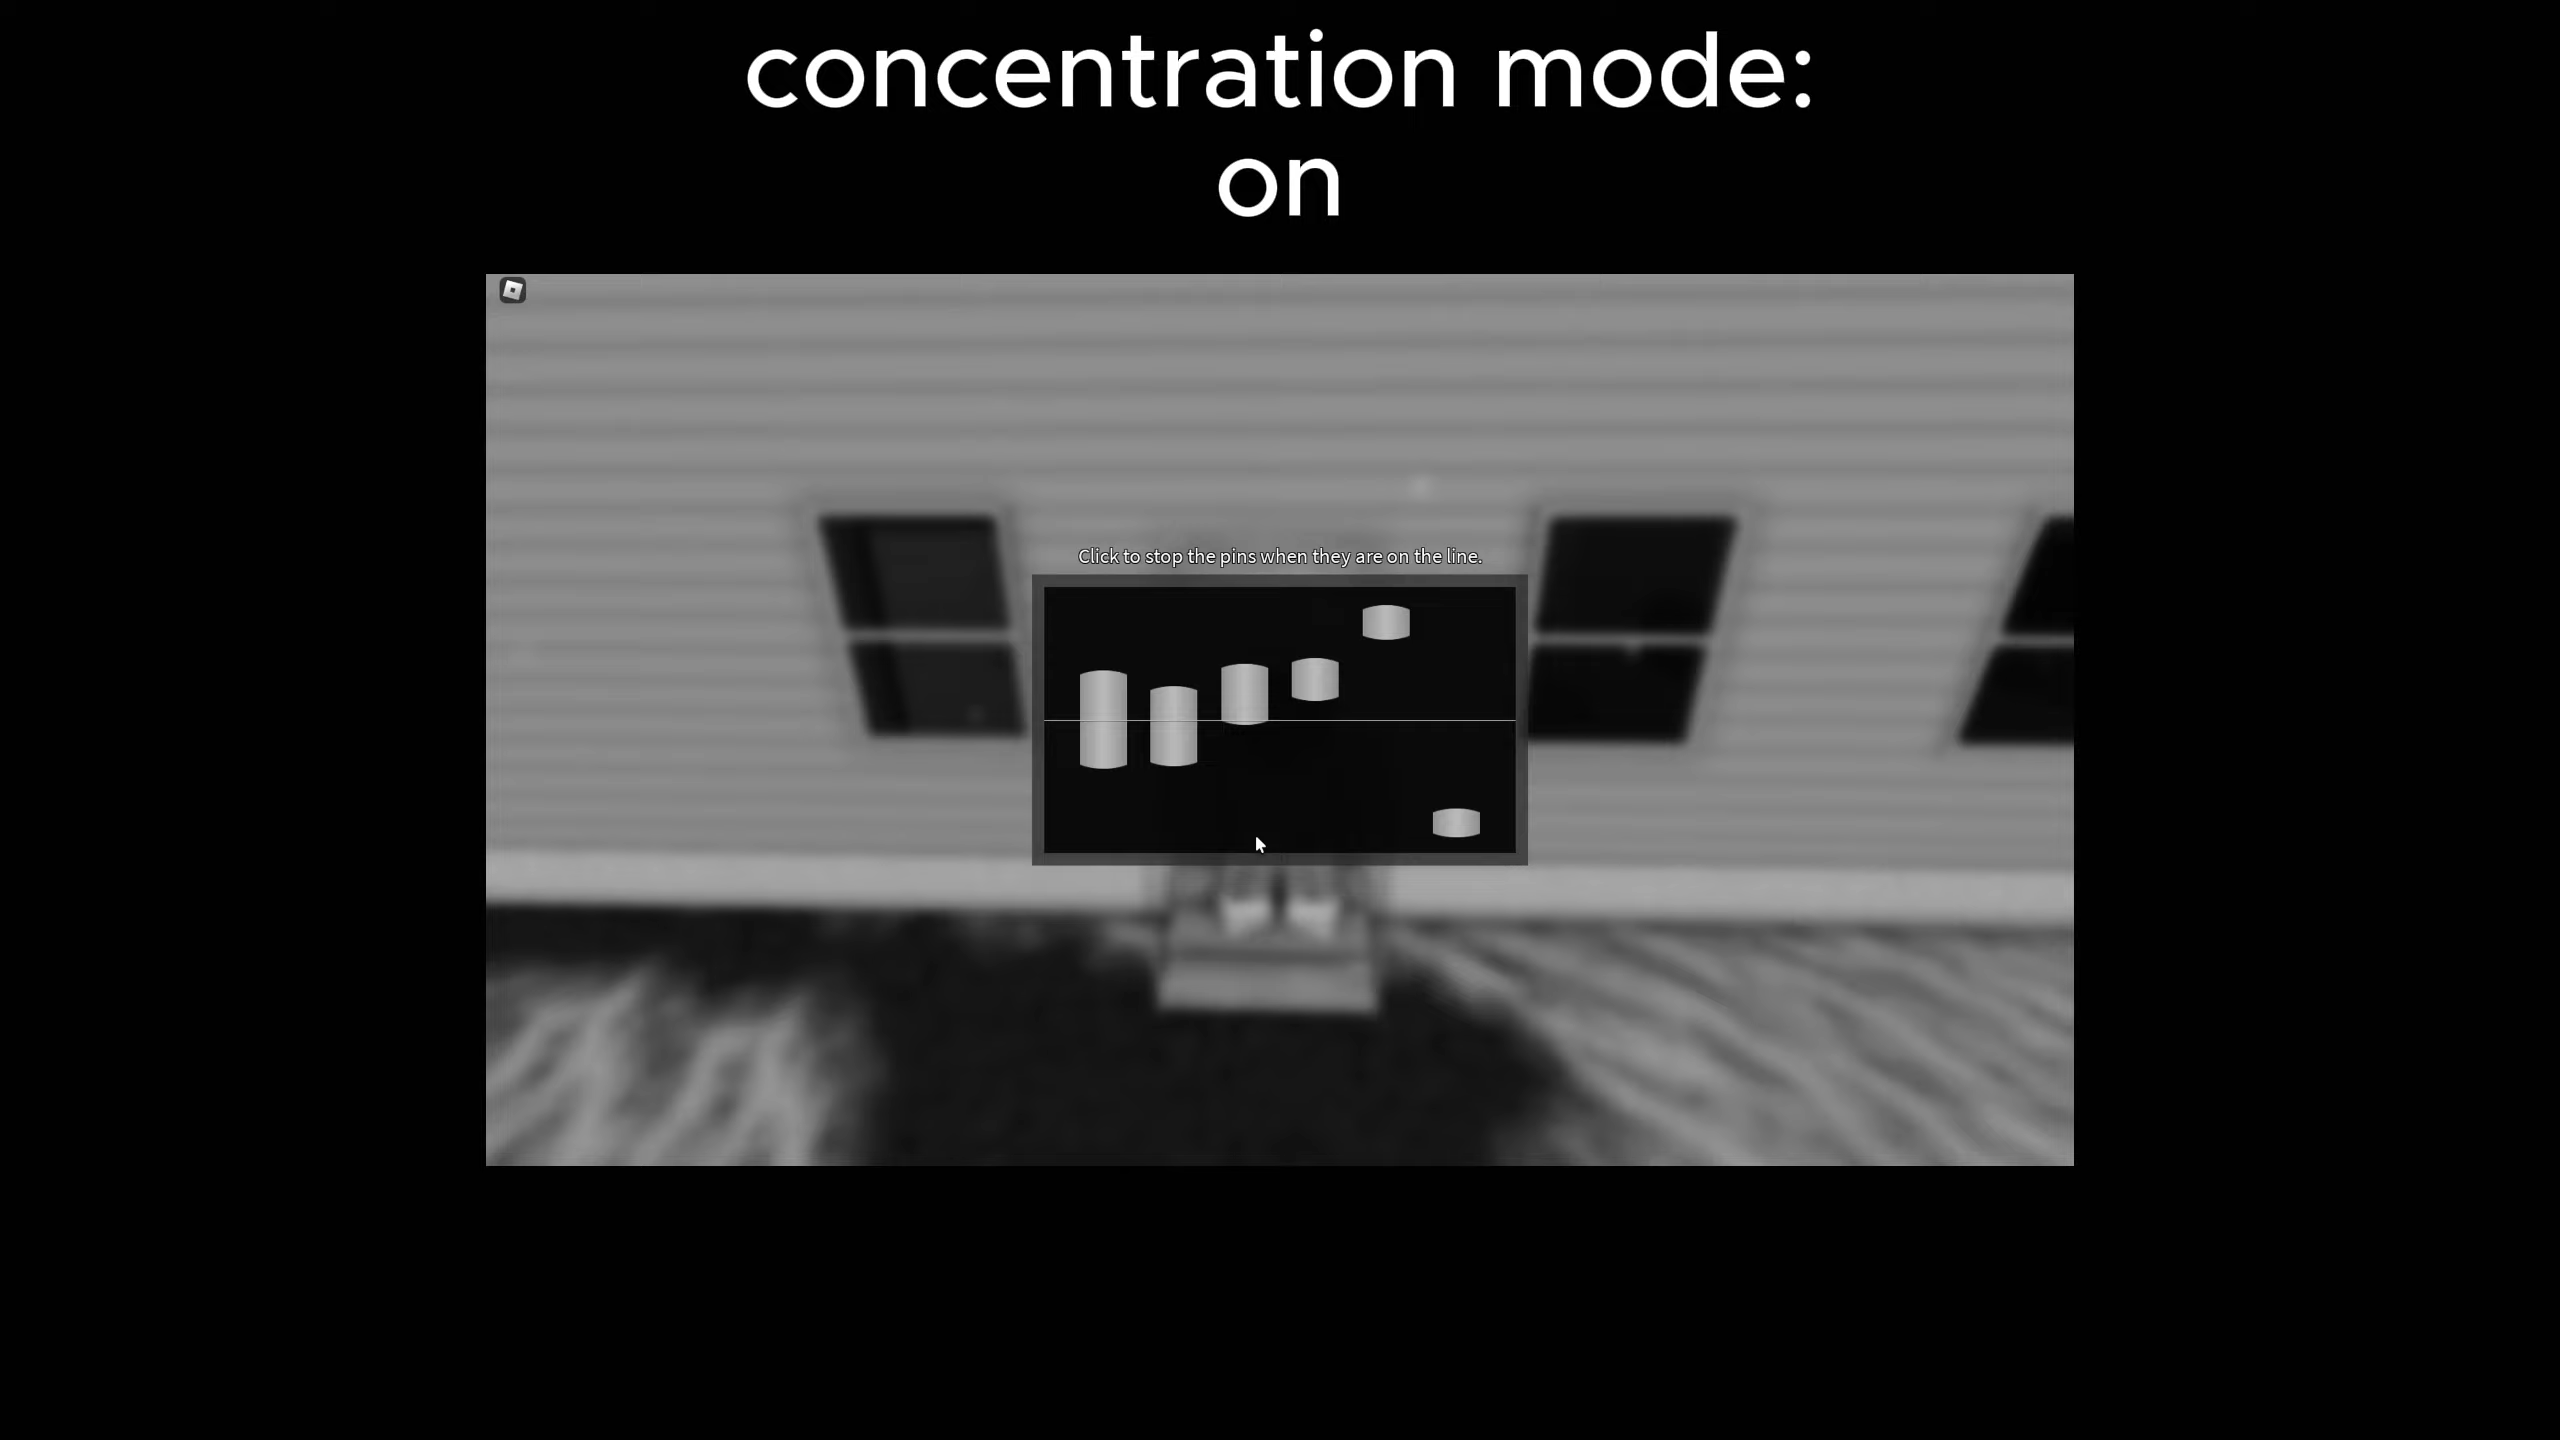 concentration mode:
on
Click to stop the pins when they are on the line.